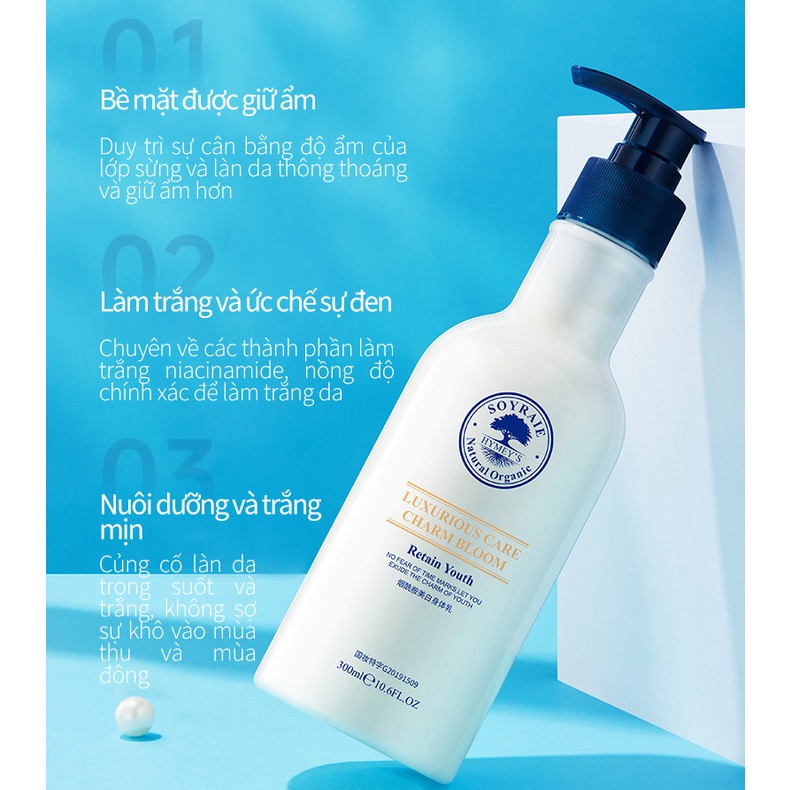 01
Bề mặt được giữ ẩm
Duy trì sự cân bằng độ ẩm của
lớp sừng và làn da thông thoáng
và giữ ẩm hơn
02
Làm trắng và ức chế sự đen
Chuyên về các thành phần làm
trắng niacinamide, nồng độ
chính xác để làm trắng da
03
Nuôi dưỡng và trắng
mịn
Củng cố làn da
trong suốt và
trắng, không sợ
sự khô vào mùa
thu và mùa
đông
SOYRAIE
HYMEY'S
Natural Organic
LUXURIOUS CARE
CHARM BLOOM
Retain Youth
NO FEAR OF TIME MARKS,LET YOU
EXUDE THE CHARM OF YOUTH
烟酰胺美白身体乳
国妆特字G20191509
300ml℮10.6FL.OZ